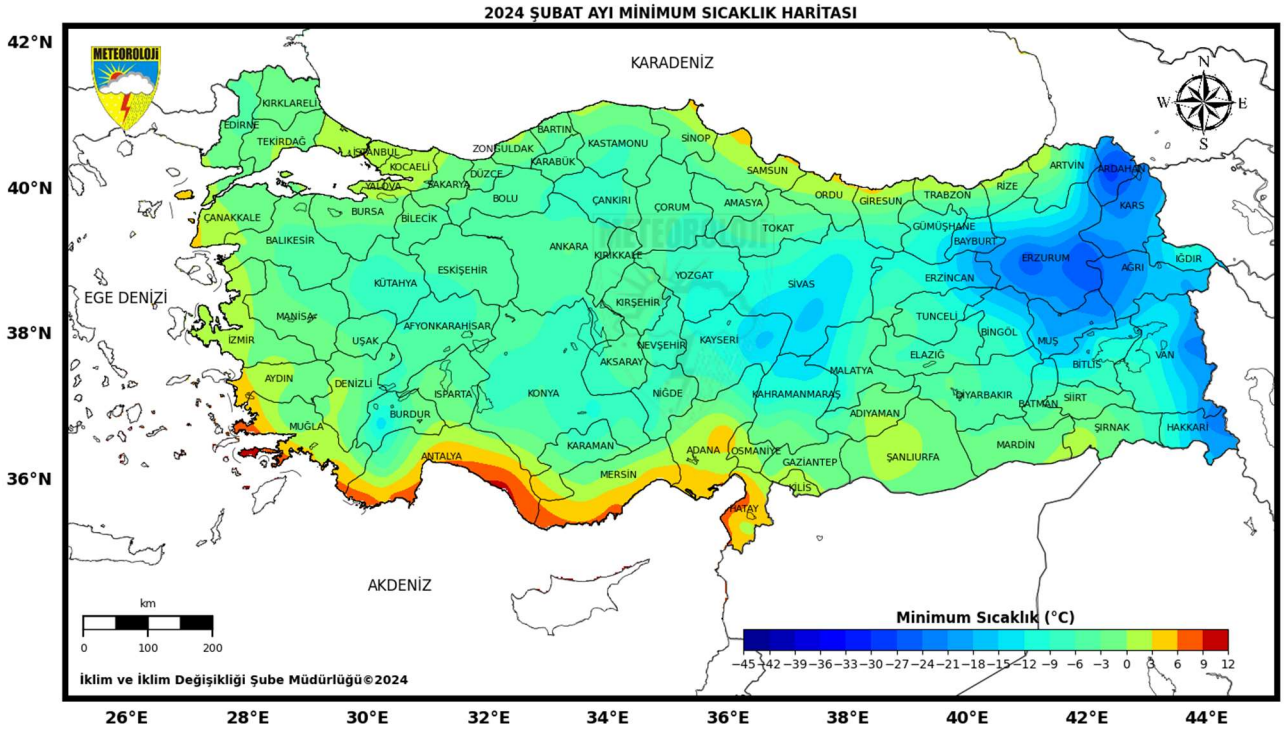 2024 ŞUBAT AYI MİNİMUM SICAKLIK HARİTASI
42°N
40°N
38°N
36°N
METEOROLOJİ
KARADENİZ
N
W E
S
KIRKLARELİ
EDİRNE
TEKİRDAĞ
İSTANBUL
KOCAELİ
YALOVA
SAKARYA
ZONGULDAK
BARTIN
KARABÜK
DÜZCE
KASTAMONU
SİNOP
SAMSUN
ORDU
GİRESUN
TRABZON
RİZE
ARTVİN
ARDAHAN
KARS
ÇANAKKALE
BURSA
BİLECİK
BOLU
ÇANKIRI
ÇORUM
AMASYA
TOKAT
GÜMÜŞHANE
BAYBURT
METEOROLOJİ
BALIKESİR
ESKİŞEHİR
ANKARA
KIRIKKALE
YOZGAT
SİVAS
ERZİNCAN
ERZURUM
AĞRI
IĞDIR
EGE DENİZİ
KÜTAHYA
MANİSA
AFYONKARAHİSAR
KIRŞEHİR
TUNCELİ
BİNGÖL
MUŞ
İZMİR
UŞAK
NEVŞEHİR
KAYSERİ
AKSARAY
ELAZIĞ
BİTLİS
VAN
AYDIN
DENİZLİ
ISPARTA
KONYA
NİĞDE
KAHRAMANMARAŞ
MALATYA
DİYARBAKIR
BATMAN
SİİRT
MUĞLA
BURDUR
ADIYAMAN
ŞIRNAK
HAKKARİ
ANTALYA
KARAMAN
MERSİN
ADANA
OSMANİYE
GAZİANTEP
ŞANLIURFA
MARDİN
KİLİS
HATAY
AKDENİZ
km
0 100 200
Minimum Sıcaklık (°C)
−45 −42 −39 −36 −33 −30 −27 −24 −21 −18 −15 −12 −9 −6 −3 0 3 6 9 12
İklim ve İklim Değişikliği Şube Müdürlüğü©2024
26°E 28°E 30°E 32°E 34°E 36°E 38°E 40°E 42°E 44°E